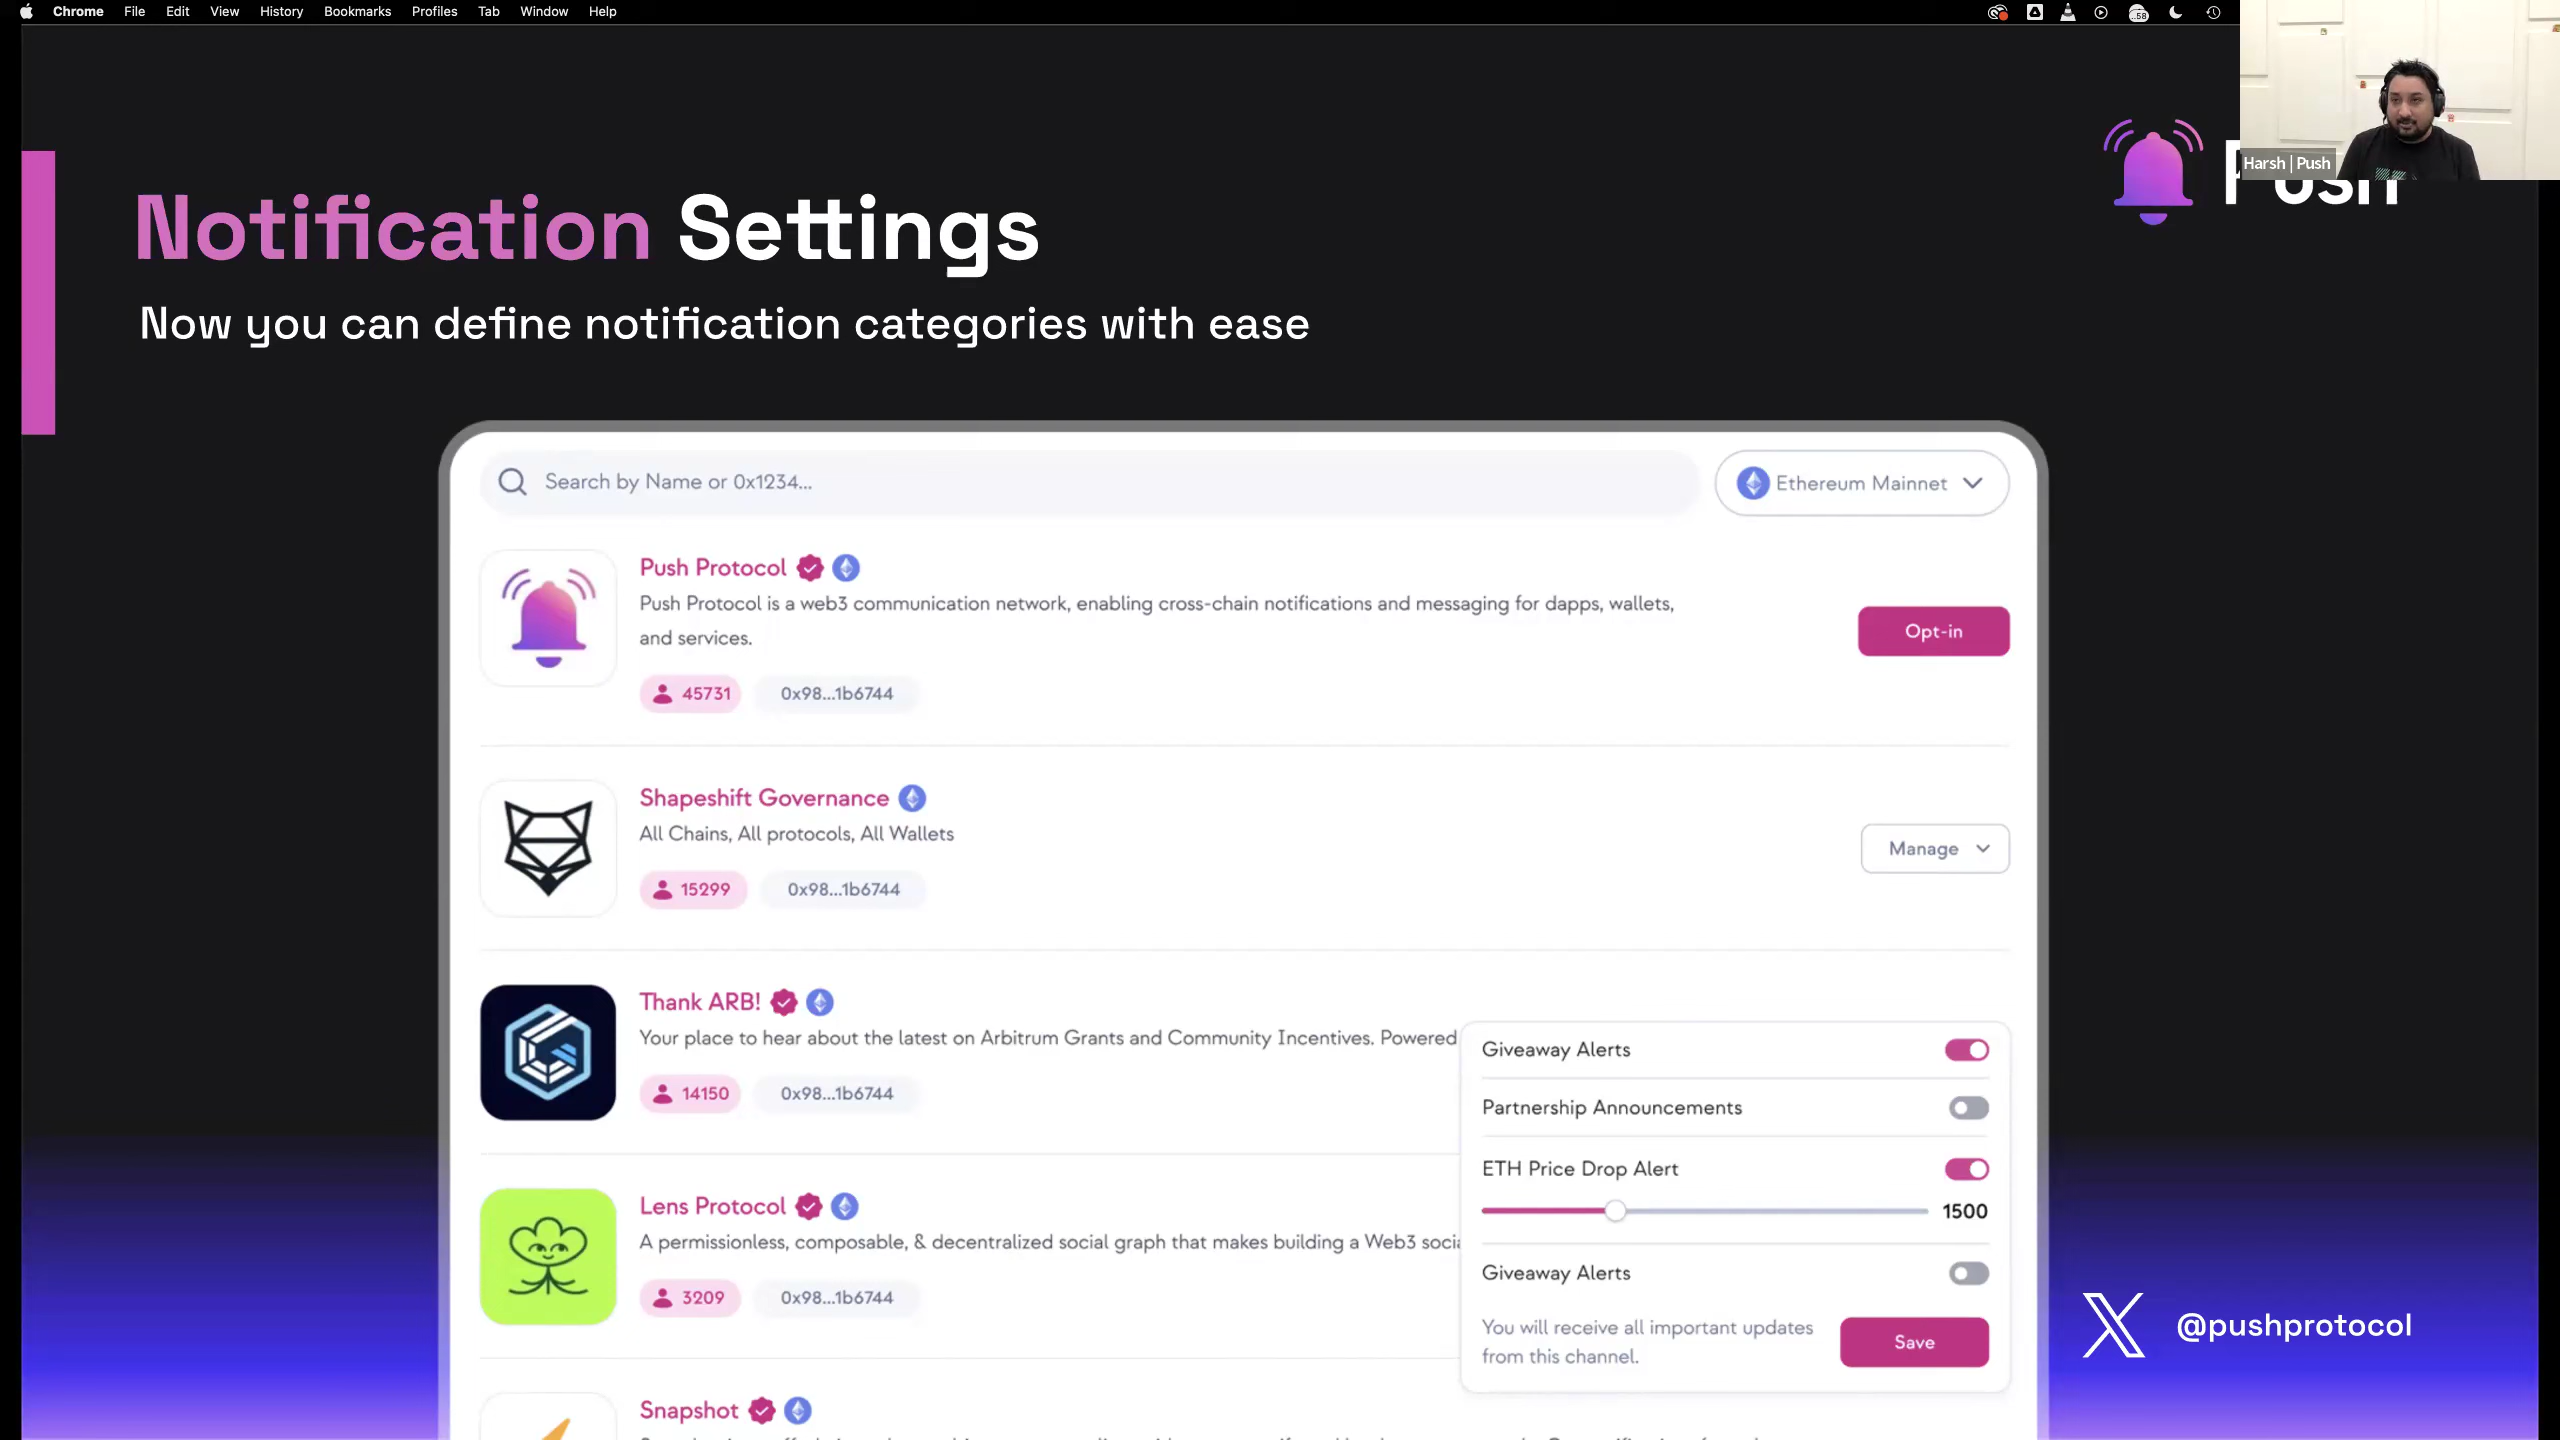 Chrome File Edit View History Bookmarks Profiles Tab Window Help
Harsh | Push
Notification Settings
Now you can define notification categories with ease
Search by Name or 0x1234...
Ethereum Mainnet
Push Protocol
Push Protocol is a web3 communication network, enabling cross-chain notifications and messaging for dapps, wallets,
and services.
Opt-in
45731 0x98...1b6744
Shapeshift Governance
All Chains, All protocols, All Wallets
Manage
15299 0x98...1b6744
Thank ARB!
Your place to hear about the latest on Arbitrum Grants and Community Incentives. Powered
14150 0x98...1b6744
Giveaway Alerts
Partnership Announcements
ETH Price Drop Alert
1500
Giveaway Alerts
You will receive all important updates
from this channel.
Save
Lens Protocol
A permissionless, composable, & decentralized social graph that makes building a Web3
3209 0x98...1b6744
Snapshot
@pushprotocol